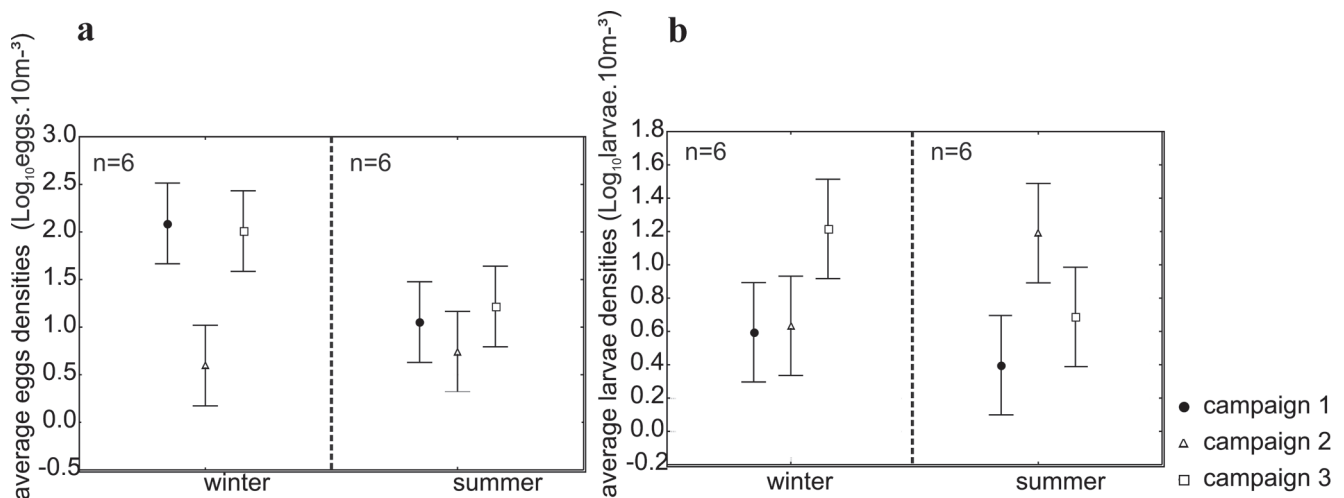 a
average eggs densities (Log₁₀eggs.10m-³)
3.0
2.5
2.0
1.5
1.0
0.5
0.0
-0.5
n=6
n=6
winter
summer
b
average larvae densities (Log₁₀larvae.10m-³)
1.8
1.6
1.4
1.2
1.0
0.8
0.6
0.4
0.2
0.0
-0.2
n=6
n=6
winter
summer
campaign 1
campaign 2
campaign 3